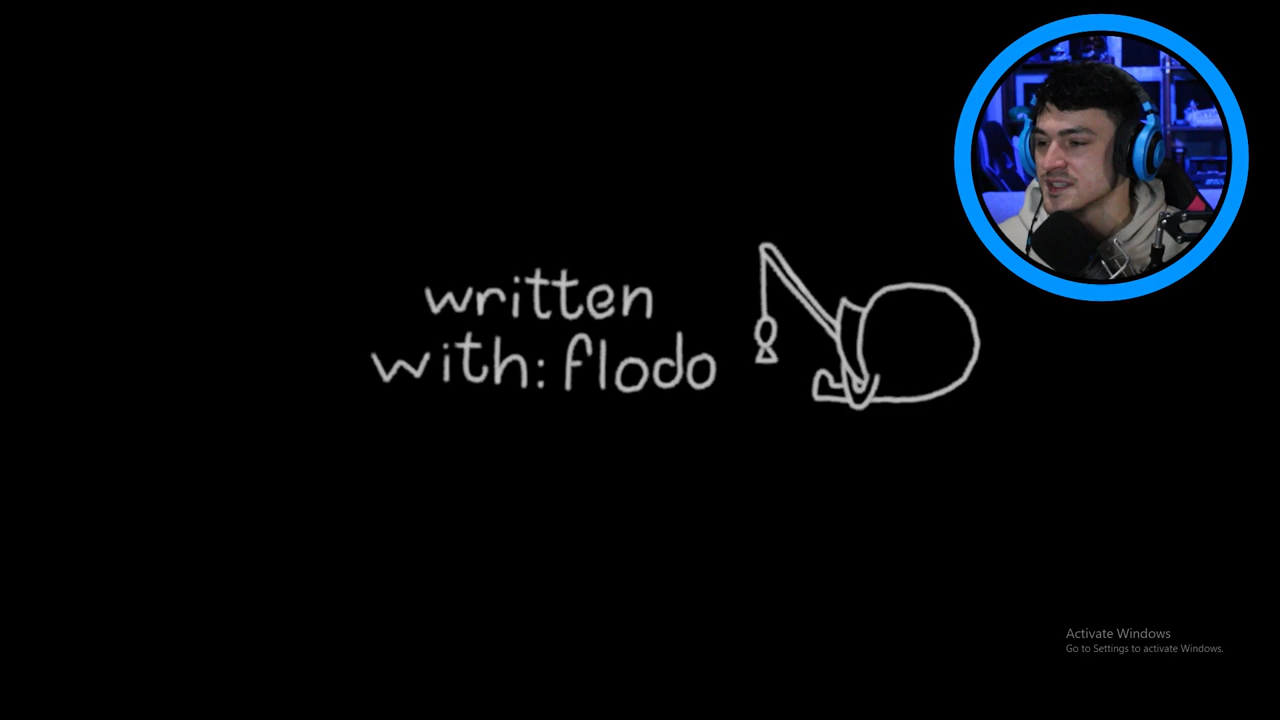 written
with: flodo
Activate Windows
Go to Settings to activate Windows.